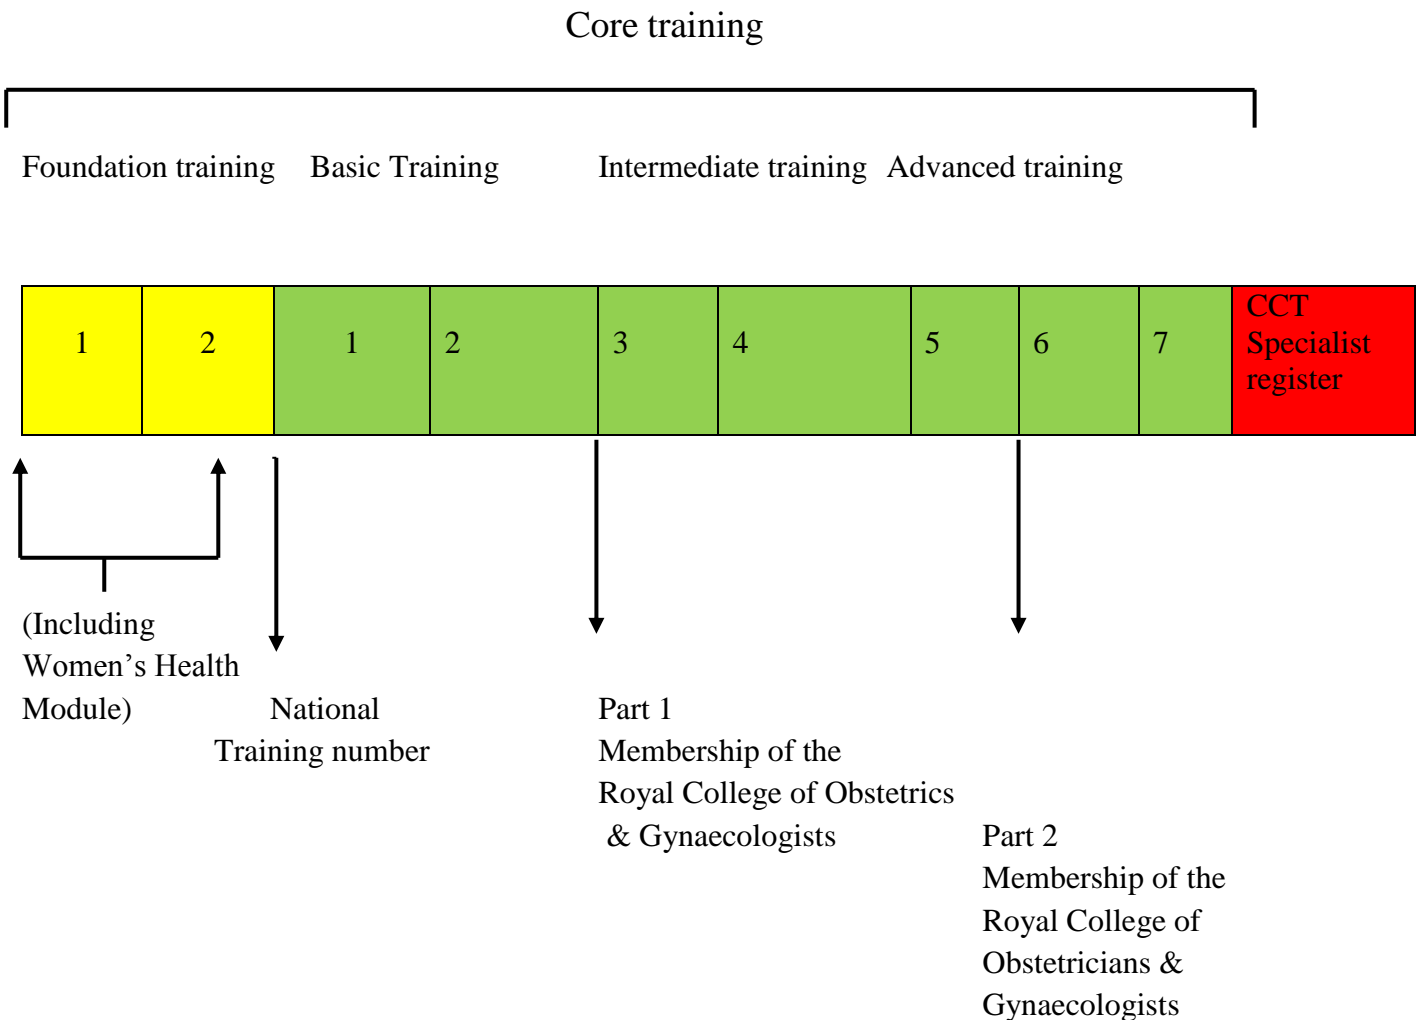 Core training
Foundation training Basic Training Intermediate training Advanced training
1 2 1 2 3 4 5 6 7 CCT
Specialist
register
(Including
Women’s Health
Module)
National
Training number
Part 1
Membership of the
Royal College of Obstetrics
& Gynaecologists
Part 2
Membership of the
Royal College of
Obstetricians &
Gynaecologists